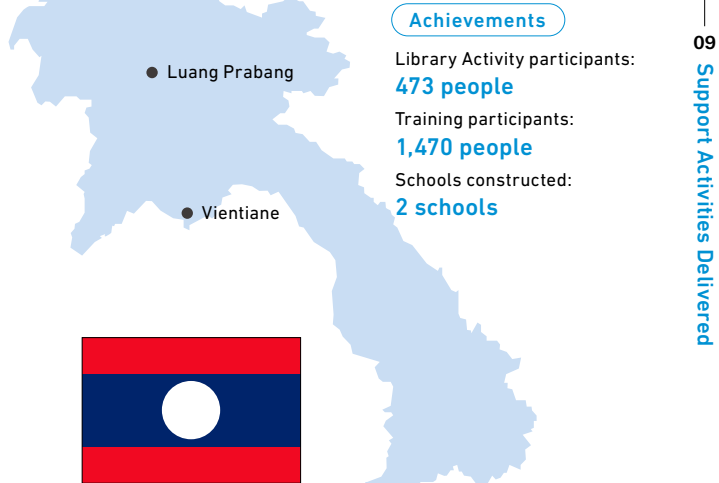 Luang Prabang
Vientiane
Achievements
Library Activity participants:
473 people
Training participants:
1,470 people
Schools constructed:
2 schools
09
Support Activities Delivered